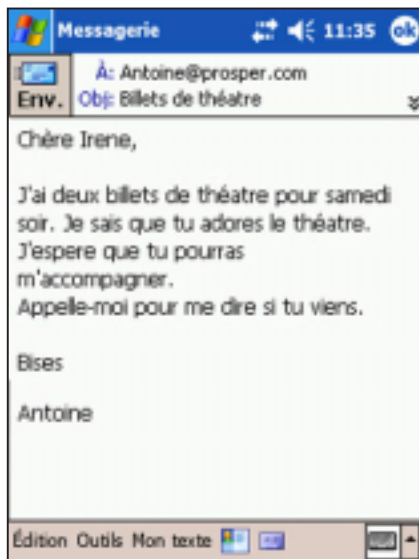 Messagerie 11:35 ok
À: Antoine@prosper.com
Env. Obj: Billets de théatre
Chère Irene,
J'ai deux billets de théatre pour samedi
soir. Je sais que tu adores le théatre.
J'espere que tu pourras
m'accompagner.
Appelle-moi pour me dire si tu viens.
Bises
Antoine
Édition Outils Mon texte